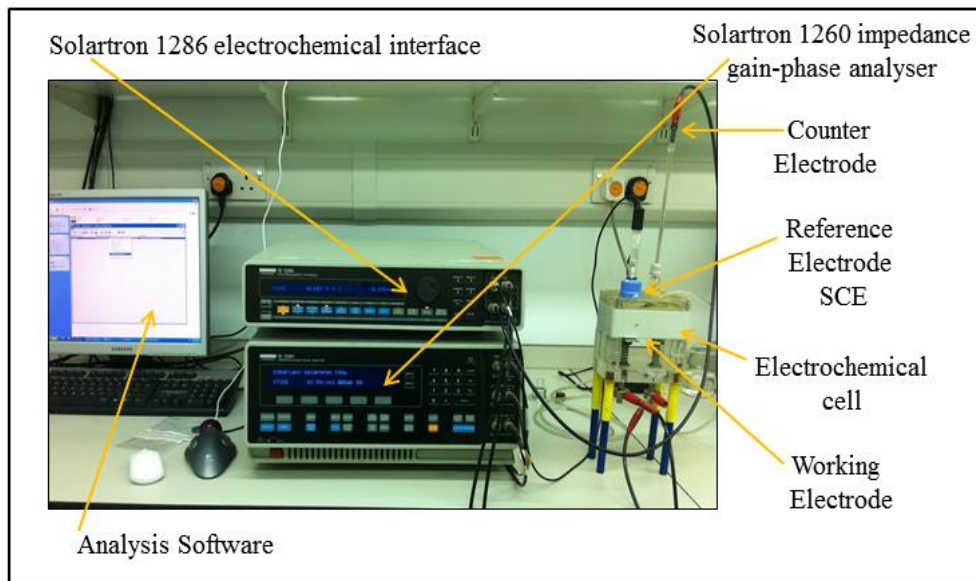 Solartron 1286 electrochemical interface
Solartron 1260 impedance
gain-phase analyser
Counter
Electrode
Reference
Electrode
SCE
Electrochemical
cell
Working
Electrode
Analysis Software
SAMSUNG